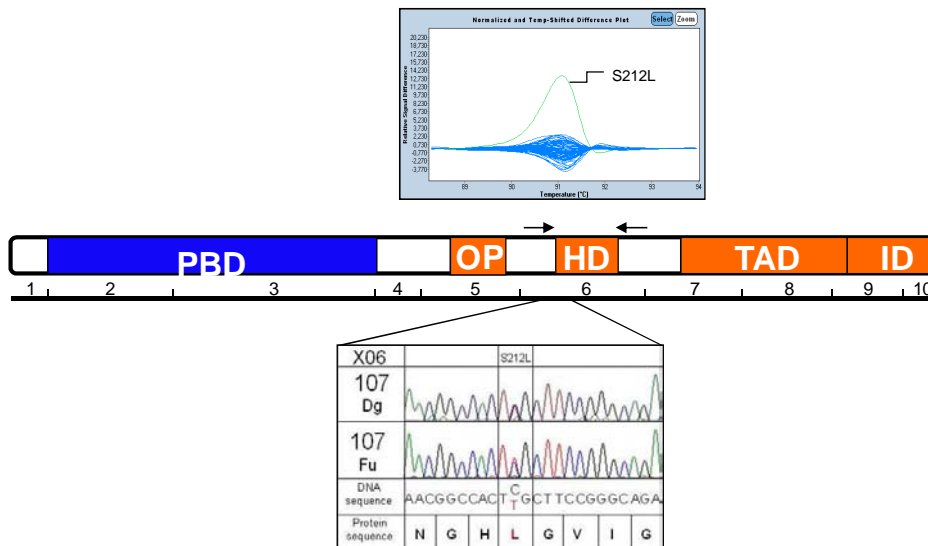 Normalized and Temp-Shifted Difference Plot
Select Zoom
Relative Signal Difference
20,230
18,730
17,230
15,730
14,230
12,730
11,230
9,730
8,230
6,730
5,230
3,730
2,230
0,730
-0,770
-2,270
-3,770
S212L
89 90 91 92 93 94
Temperature (°C)
PBD OP HD TAD ID
1 2 3 4 5 6 7 8 9 10
X06 S212L
107
Dg
107
Fu
DNA
sequence
AACGGCCACT C/T GCTTCCGGGCAGA
Protein
sequence
N G H L G V I G